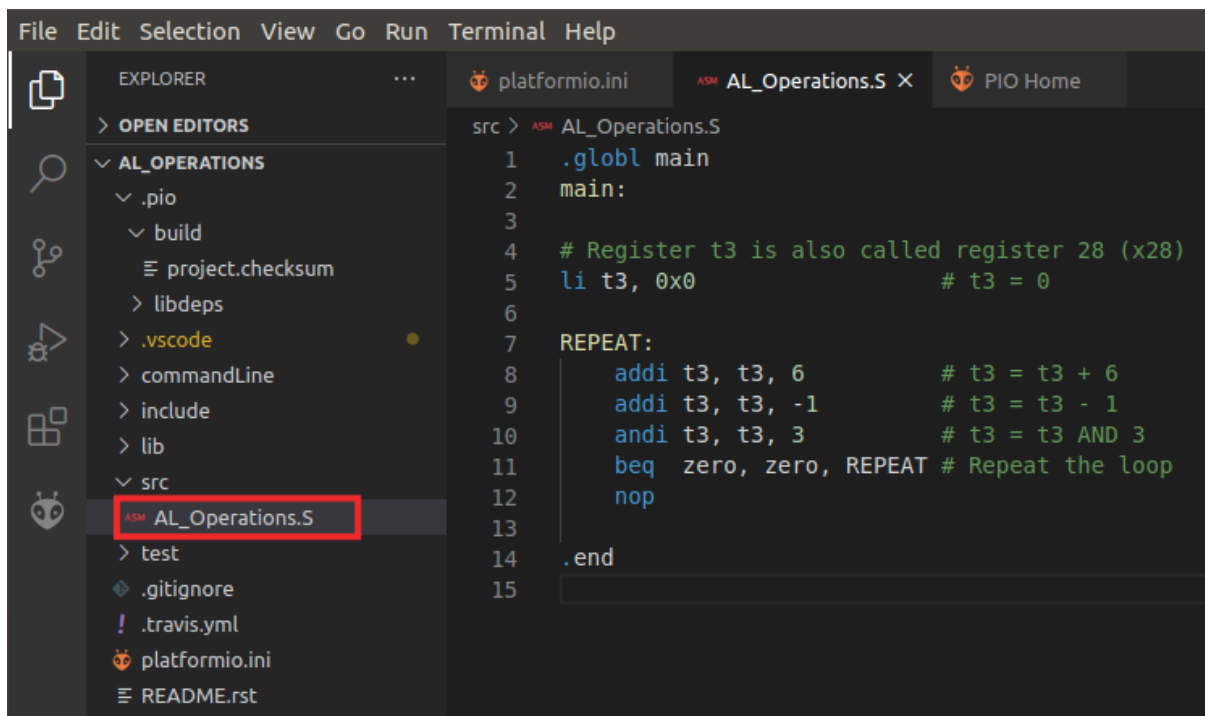 File Edit Selection View Go Run Terminal Help
EXPLORER ...
OPEN EDITORS
AL_OPERATIONS
.pio
build
project.checksum
libdeps
.vscode
commandLine
include
lib
src
ASM AL_Operations.S
test
.gitignore
! .travis.yml
platformio.ini
README.rst
platformio.ini ASM AL_Operations.S × PIO Home
src > ASM AL_Operations.S
1 .globl main
2 main:
3
4 # Register t3 is also called register 28 (x28)
5 li t3, 0x0 # t3 = 0
6
7 REPEAT:
8 addi t3, t3, 6 # t3 = t3 + 6
9 addi t3, t3, -1 # t3 = t3 - 1
10 andi t3, t3, 3 # t3 = t3 AND 3
11 beq zero, zero, REPEAT # Repeat the loop
12 nop
13
14 .end
15